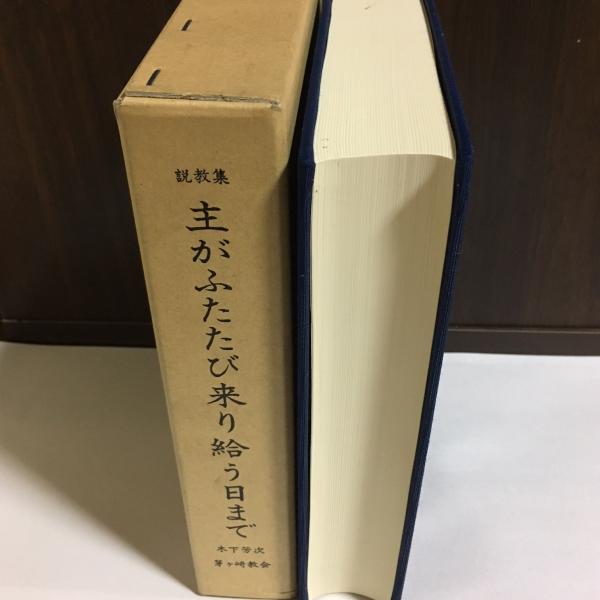 説教集
主がふたたび来り給う日まで
木下芳次
茅ヶ崎教会